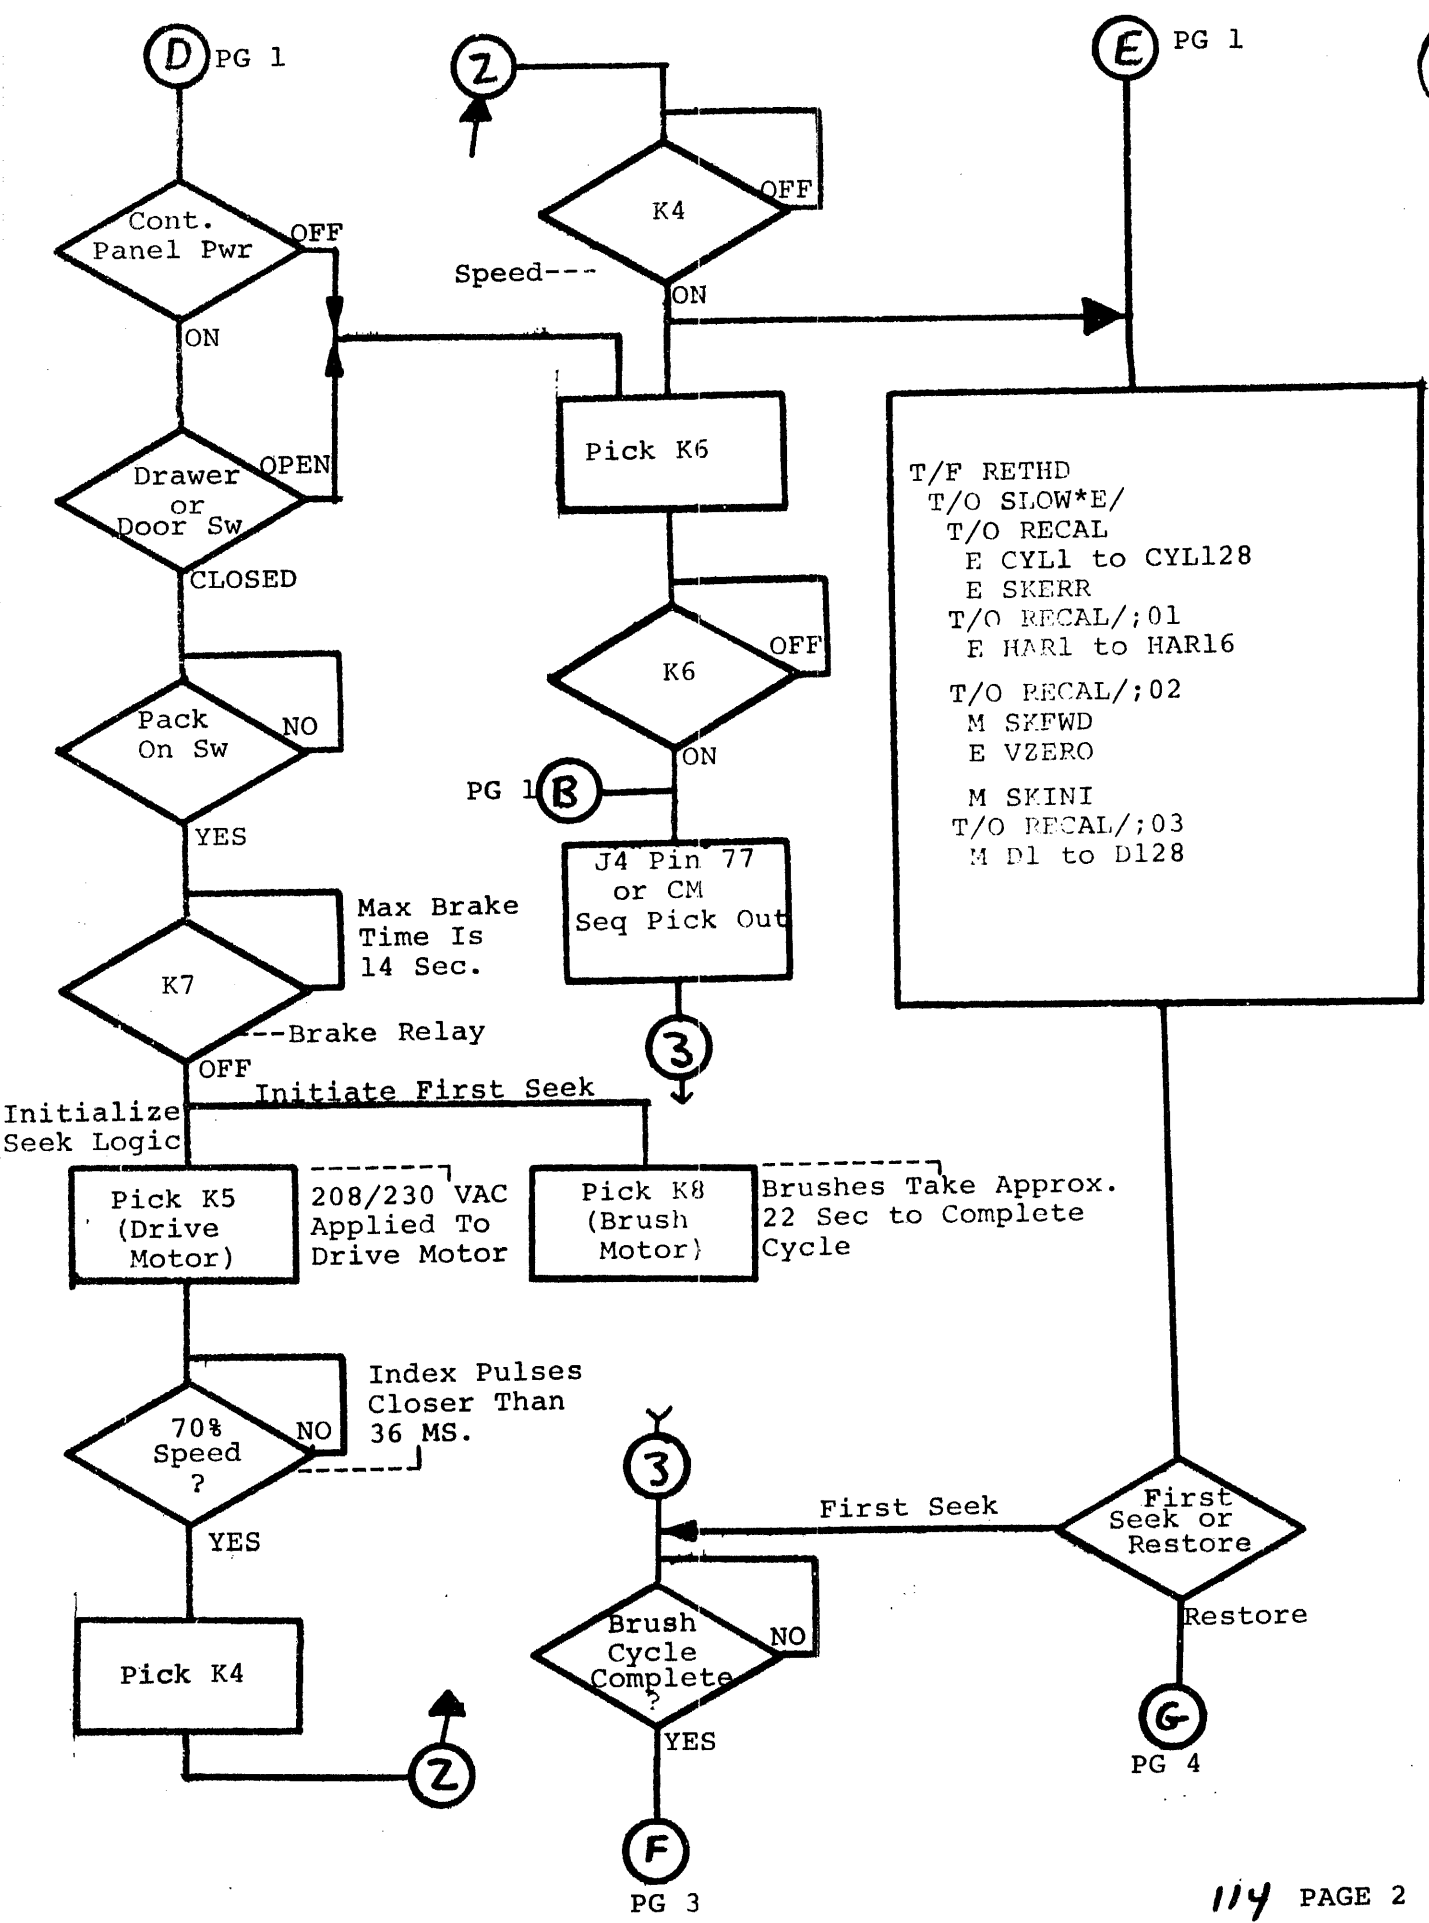 D PG 1
Cont.
Panel Pwr
OFF
ON
Drawer
or
Door Sw
OPEN
CLOSED
Pack
On Sw
NO
YES
K7
Max Brake
Time Is
14 Sec.
---Brake Relay
OFF
Initialize
Seek Logic
Initiate First Seek
Pick K5
(Drive
Motor)
208/230 VAC
Applied To
Drive Motor
Pick K8
(Brush
Motor)
Brushes Take Approx.
22 Sec to Complete
Cycle
70%
Speed
?
NO
Index Pulses
Closer Than
36 MS.
YES
Pick K4
2
2
K4
OFF
Speed---
ON
Pick K6
K6
OFF
ON
PG 1 B
J4 Pin 77
or CM
Seq Pick Out
3
E PG 1
T/F RETHD
T/O SLOW*E/
T/O RECAL
E CYL1 to CYL128
E SKERR
T/O RECAL/;01
E HAR1 to HAR16
T/O RECAL/;02
M SKFWD
E VZERO
M SKINI
T/O RECAL/;03
M D1 to D128
First
Seek or
Restore
First Seek
Restore
G
PG 4
3
Brush
Cycle
Complete
?
NO
YES
F
PG 3
114 PAGE 2